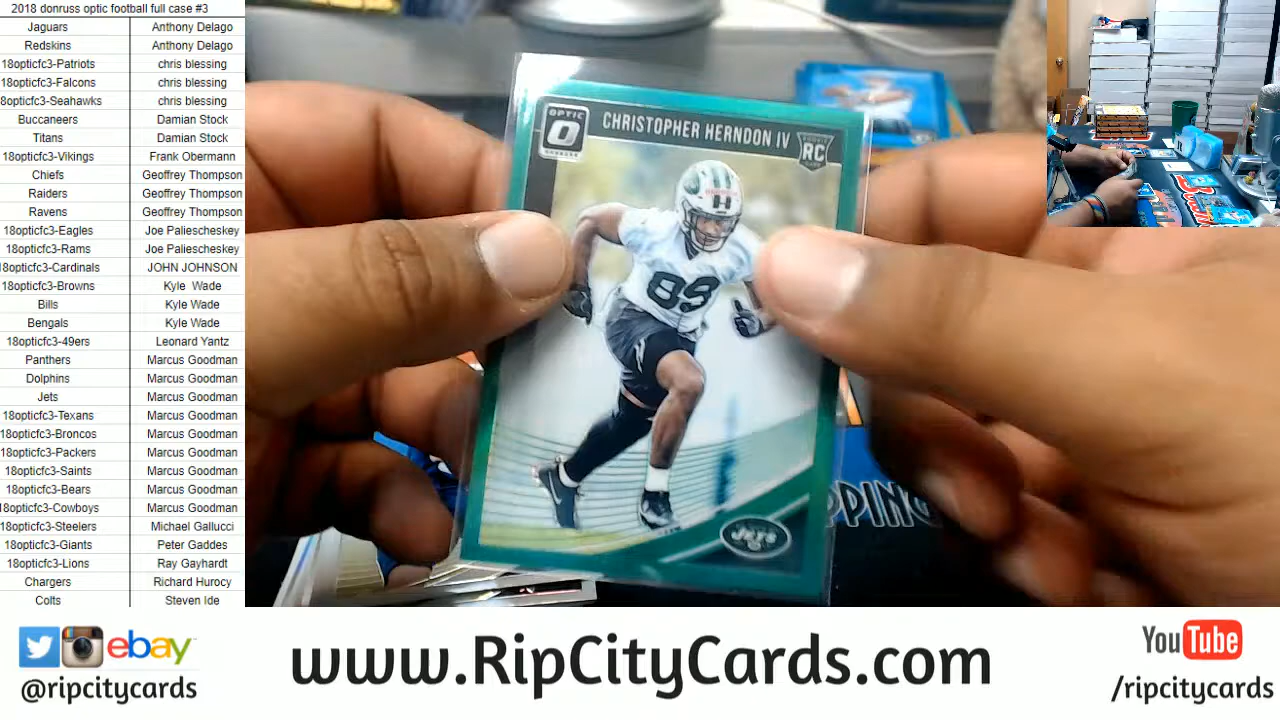 2018 donruss optic football full case #3
Jaguars Anthony Delago
Redskins Anthony Delago
18opticfc3-Patriots chris blessing
18opticfc3-Falcons chris blessing
8opticfc3-Seahawks chris blessing
Buccaneers Damian Stock
Titans Damian Stock
18opticfc3-Vikings Frank Obermann
Chiefs Geoffrey Thompson
Raiders Geoffrey Thompson
Ravens Geoffrey Thompson
18opticfc3-Eagles Joe Paliescheskey
18opticfc3-Rams Joe Paliescheskey
8opticfc3-Cardinals JOHN JOHNSON
18opticfc3-Browns Kyle Wade
Bills Kyle Wade
Bengals Kyle Wade
18opticfc3-49ers Leonard Yantz
Panthers Marcus Goodman
Dolphins Marcus Goodman
Jets Marcus Goodman
18opticfc3-Texans Marcus Goodman
18opticfc3-Broncos Marcus Goodman
18opticfc3-Packers Marcus Goodman
18opticfc3-Saints Marcus Goodman
18opticfc3-Bears Marcus Goodman
18opticfc3-Cowboys Marcus Goodman
18opticfc3-Steelers Michael Gallucci
18opticfc3-Giants Peter Gaddes
18opticfc3-Lions Ray Gayhardt
Chargers Richard Hurocy
Colts Steven Ide
OPTIC
O
DONRUSS
CHRISTOPHER HERNDON IV
RC
H
89
JETS
PPING
ebay
@ripcitycards
www.RipCityCards.com
YouTube
/ripcitycards